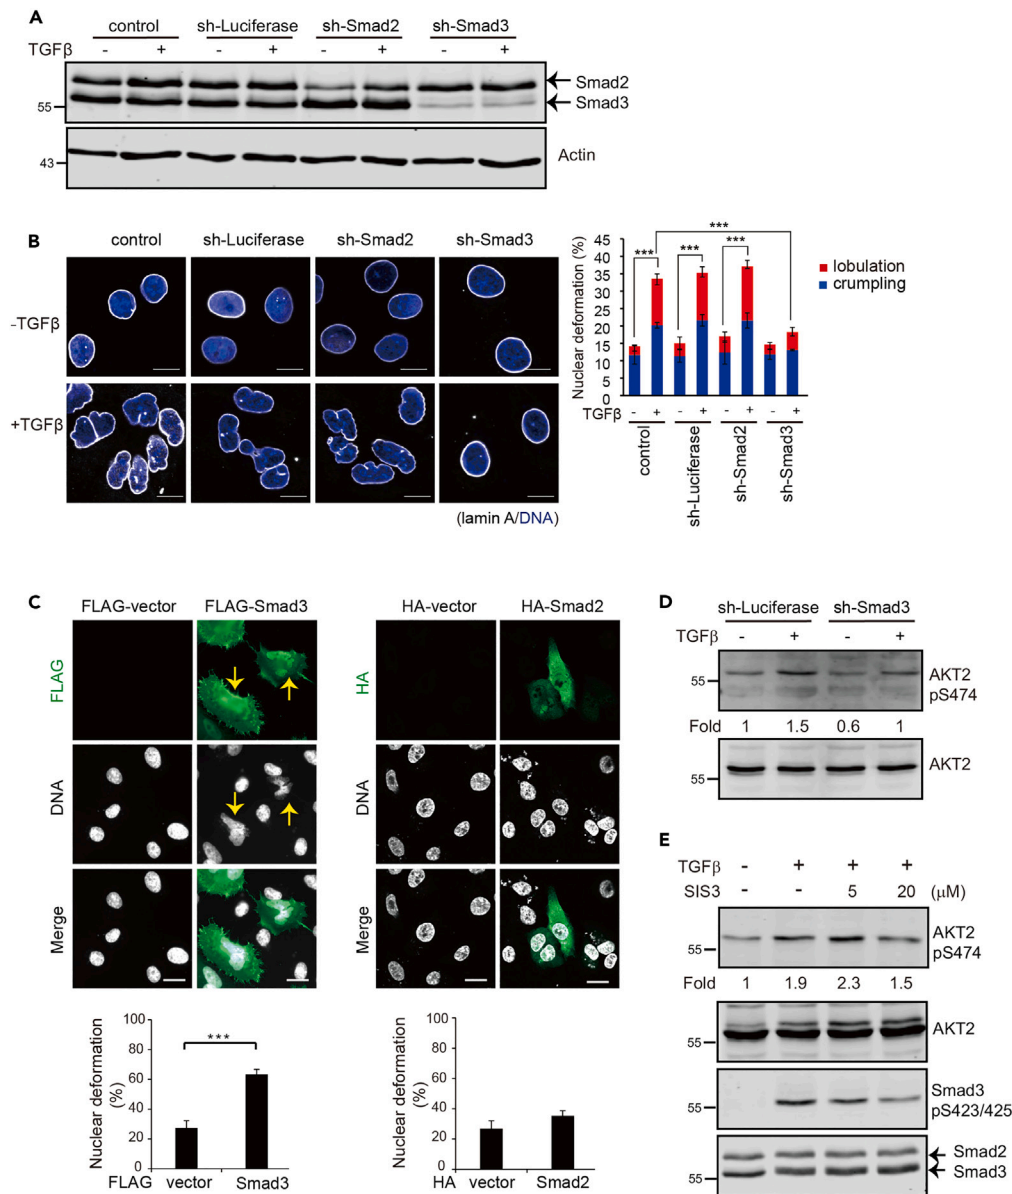 A
control sh-Luciferase sh-Smad2 sh-Smad3
TGFβ - + - + - + - +
Smad2
55 Smad3
43 Actin
B
control sh-Luciferase sh-Smad2 sh-Smad3
-TGFβ
+TGFβ
(lamin A/DNA)
***
*** *** ***
lobulation
crumpling
Nuclear deformation (%)
45
40
35
30
25
20
15
10
5
0
TGFβ - + - + - + - +
control sh-Luciferase sh-Smad2 sh-Smad3
C
FLAG-vector FLAG-Smad3 HA-vector HA-Smad2
FLAG HA
DNA DNA
Merge Merge
Nuclear deformation (%)
100
80
60
40
20
0
***
FLAG vector Smad3
Nuclear deformation (%)
100
80
60
40
20
0
HA vector Smad2
D
sh-Luciferase sh-Smad3
TGFβ - + - +
55 AKT2
pS474
Fold 1 1.5 0.6 1
55 AKT2
E
TGFβ - + + +
SIS3 - - 5 20 (μM)
55 AKT2
pS474
Fold 1 1.9 2.3 1.5
55 AKT2
55 Smad3
pS423/425
Smad2
55 Smad3